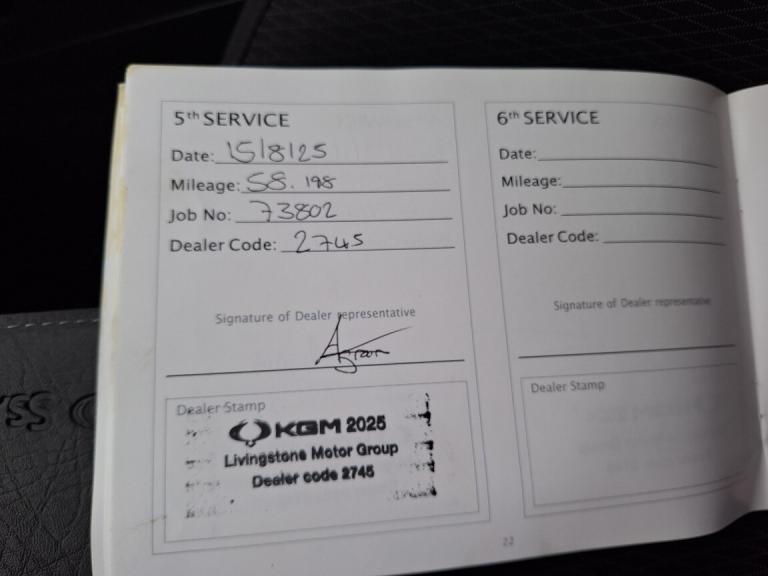 5th SERVICE
Date: 15/8/25
Mileage: 58.198
Job No: 73802
Dealer Code: 2745
Signature of Dealer representative
Dealer Stamp
KGM 2025
Livingstone Motor Group
Dealer code 2745
6th SERVICE
Date:
Mileage:
Job No:
Dealer Code:
Signature of Dealer representative
Dealer Stamp
22